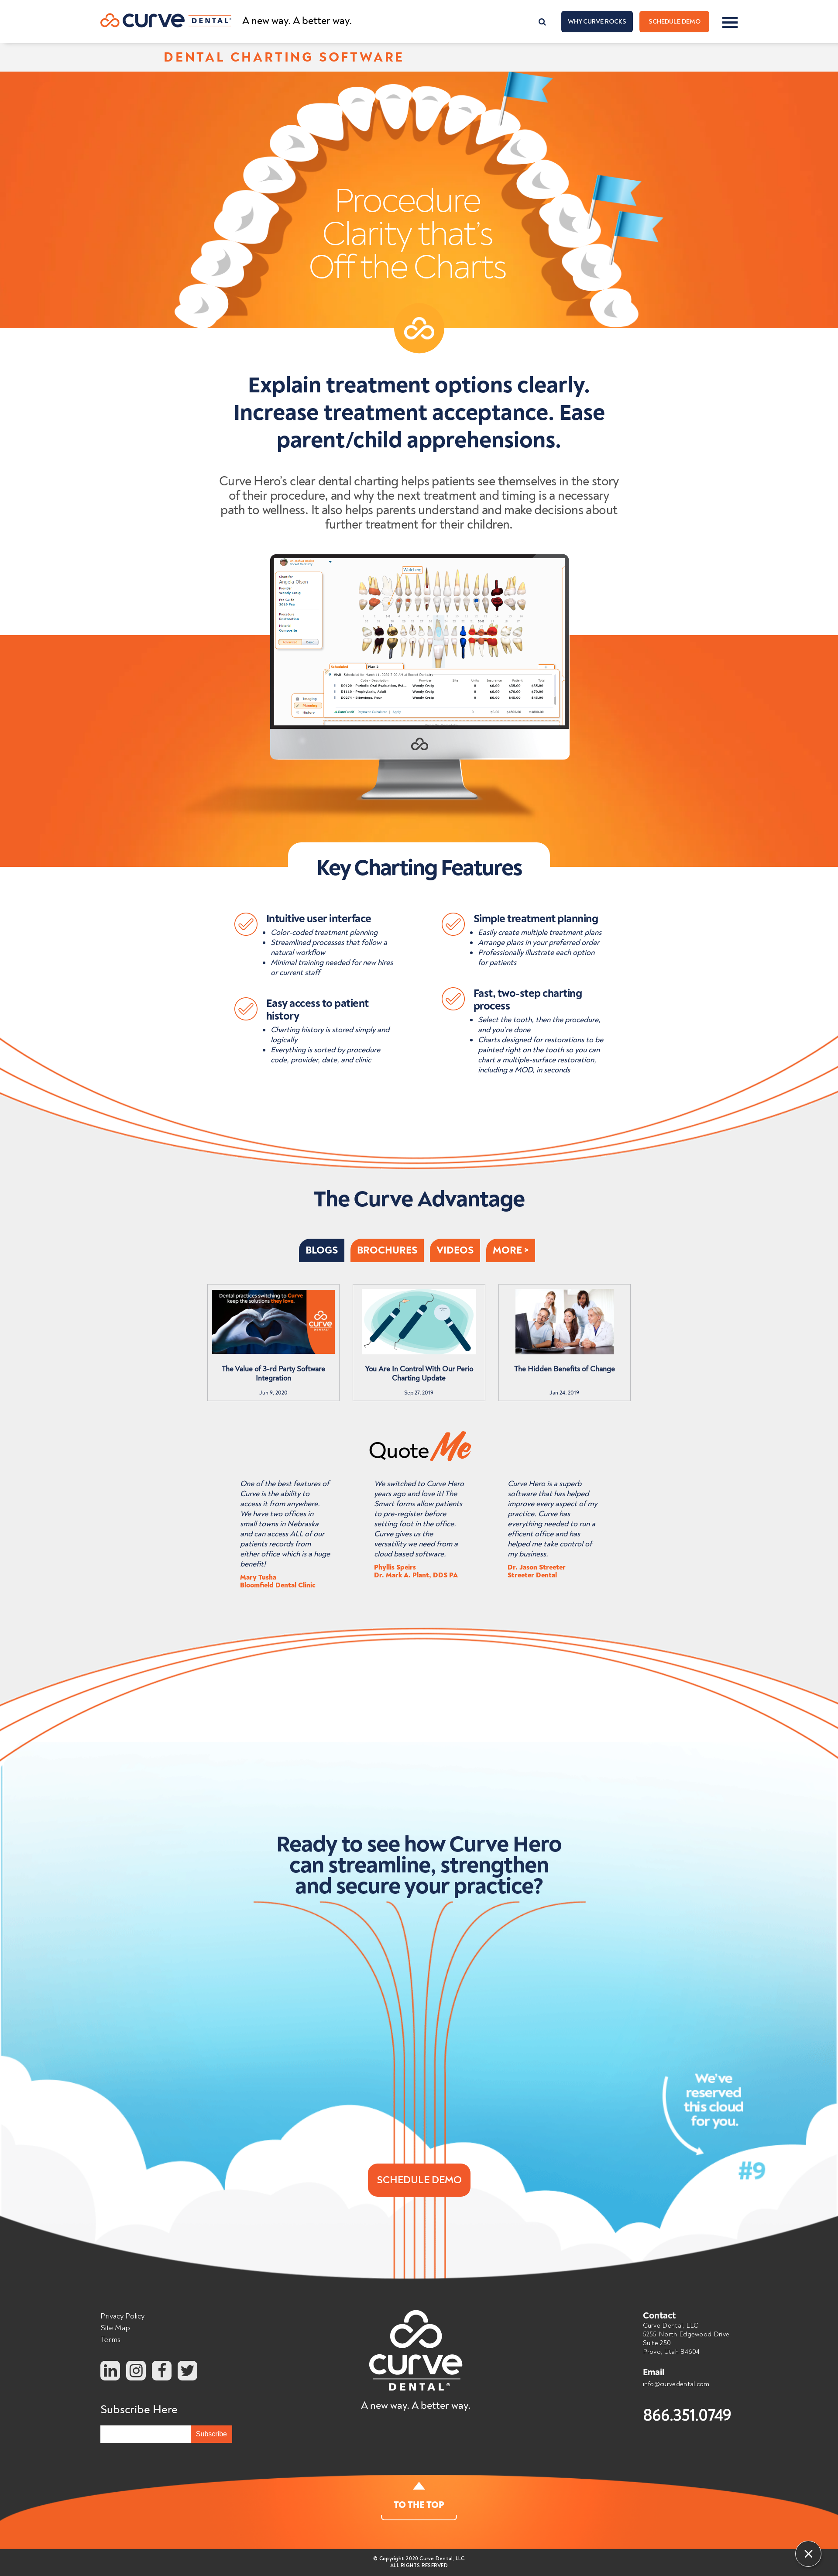 curve DENTAL
A new way. A better way.
WHY CURVE ROCKS
SCHEDULE DEMO
DENTAL CHARTING SOFTWARE
Procedure
Clarity that's
Off the Charts
Explain treatment options clearly.
Increase treatment acceptance. Ease
parent/child apprehensions.
Curve Hero's clear dental charting helps patients see themselves in the story
of their procedure, and why the next treatment and timing is a necessary
path to wellness. It also helps parents understand and make decisions about
further treatment for their children.
Watching
Chart for
Angela Olson
Provider
Wendy Craig
Fee Guide
Procedure
Restorative
Material
Composite
Scheduled
Plan 2
Key Charting Features
Intuitive user interface
• Color-coded treatment planning
• Streamlined processes that follow a
natural workflow
• Minimal training needed for new hires
or current staff
Easy access to patient
history
• Charting history is stored simply and
logically
• Everything is sorted by procedure
code, provider, date, and clinic
Simple treatment planning
• Easily create multiple treatment plans
• Arrange plans in your preferred order
• Professionally illustrate each option
for patients
Fast, two-step charting
process
• Select the tooth, then the procedure,
and you're done
• Charts designed for restorations to be
painted right on the tooth so you can
chart a multiple-surface restoration,
including a MOD, in seconds
The Curve Advantage
BLOGS
BROCHURES
VIDEOS
MORE >
Dental practices switching to Curve
keep the solutions they love.
CURVE
DENTAL
The Value of 3-rd Party Software
Integration
Jun 9, 2020
You Are In Control With Our Perio
Charting Update
Sep 27, 2019
The Hidden Benefits of Change
Jan 24, 2019
Quote Me
One of the best features of
Curve is the ability to
access it from anywhere.
We have two offices in
small towns in Nebraska
and can access ALL of our
patients records from
either office which is a huge
benefit!
Mary Tusha
Bloomfield Dental Clinic
We switched to Curve Hero
years ago and love it! The
Smart forms allow patients
to pre-register before
setting foot in the office.
Curve gives us the
versatility we need from a
cloud based software.
Phyllis Speirs
Dr. Mark A. Plant, DDS PA
Curve Hero is a superb
software that has helped
improve every aspect of my
practice. Curve has
everything needed to run a
efficent office and has
helped me take control of
my business.
Dr. Jason Streeter
Streeter Dental
Ready to see how Curve Hero
can streamline, strengthen
and secure your practice?
We've
reserved
this cloud
for you.
#9
SCHEDULE DEMO
Privacy Policy
Site Map
Terms
Subscribe Here
Subscribe
curve
DENTAL®
A new way. A better way.
Contact
Curve Dental, LLC
5255 North Edgewood Drive
Suite 250
Provo, Utah 84604
Email
info@curvedental.com
866.351.0749
TO THE TOP
© Copyright 2020 Curve Dental, LLC
ALL RIGHTS RESERVED